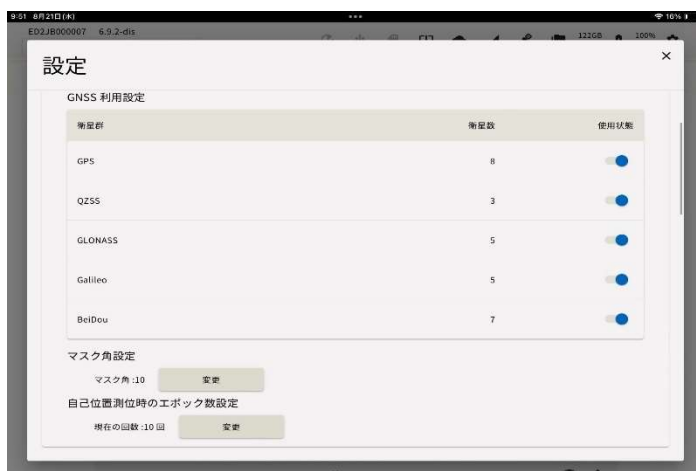 9:51 8月21日(水) 16%
ED2JB000007 6.9.2-dis 122GB 100%
設定
GNSS 利用設定
衛星群 衛星数 使用状態
GPS 8
QZSS 3
GLONASS 5
Galileo 5
BeiDou 7
マスク角設定
マスク角 :10 変更
自己位置測位時のエポック数設定
現在の回数 :10 回 変更